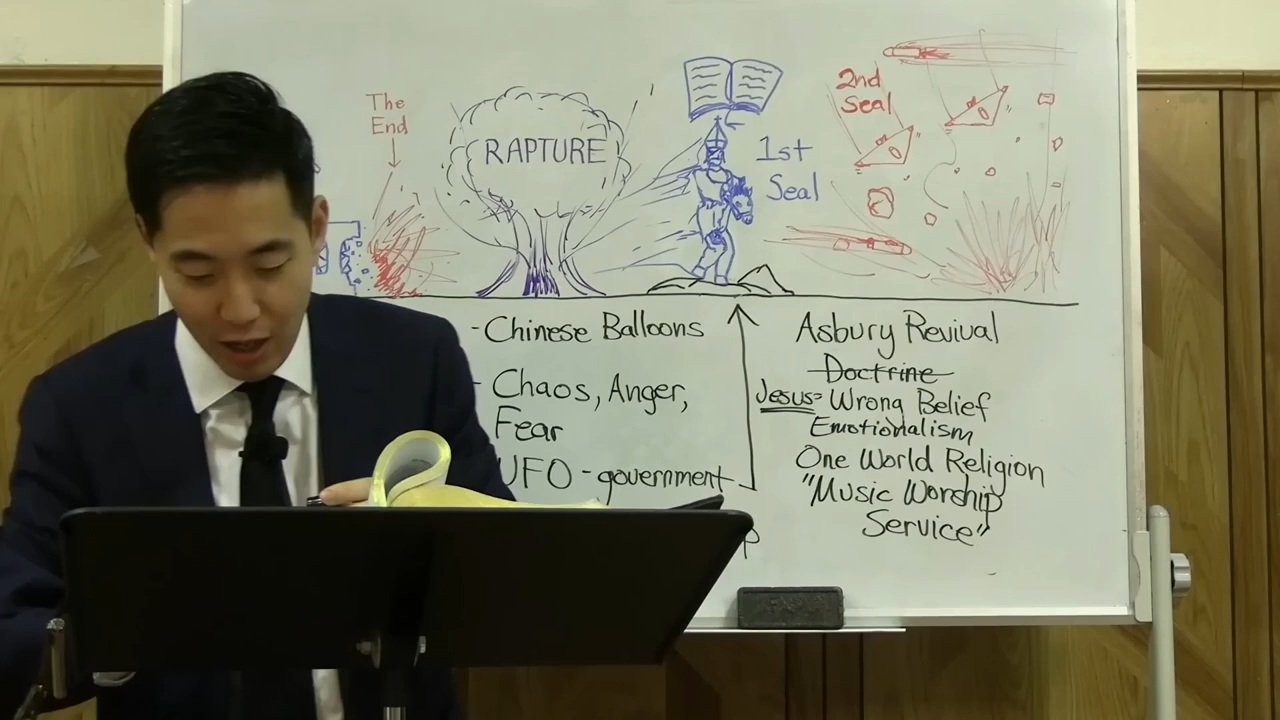 The
End
RAPTURE
1st
Seal
2nd
Seal
- Chinese Balloons
- Chaos, Anger,
Fear
UFO - government
Asbury Revival
Doctrine
Jesus = Wrong Belief
Emotionalism
One World Religion
"Music Worship
Service"